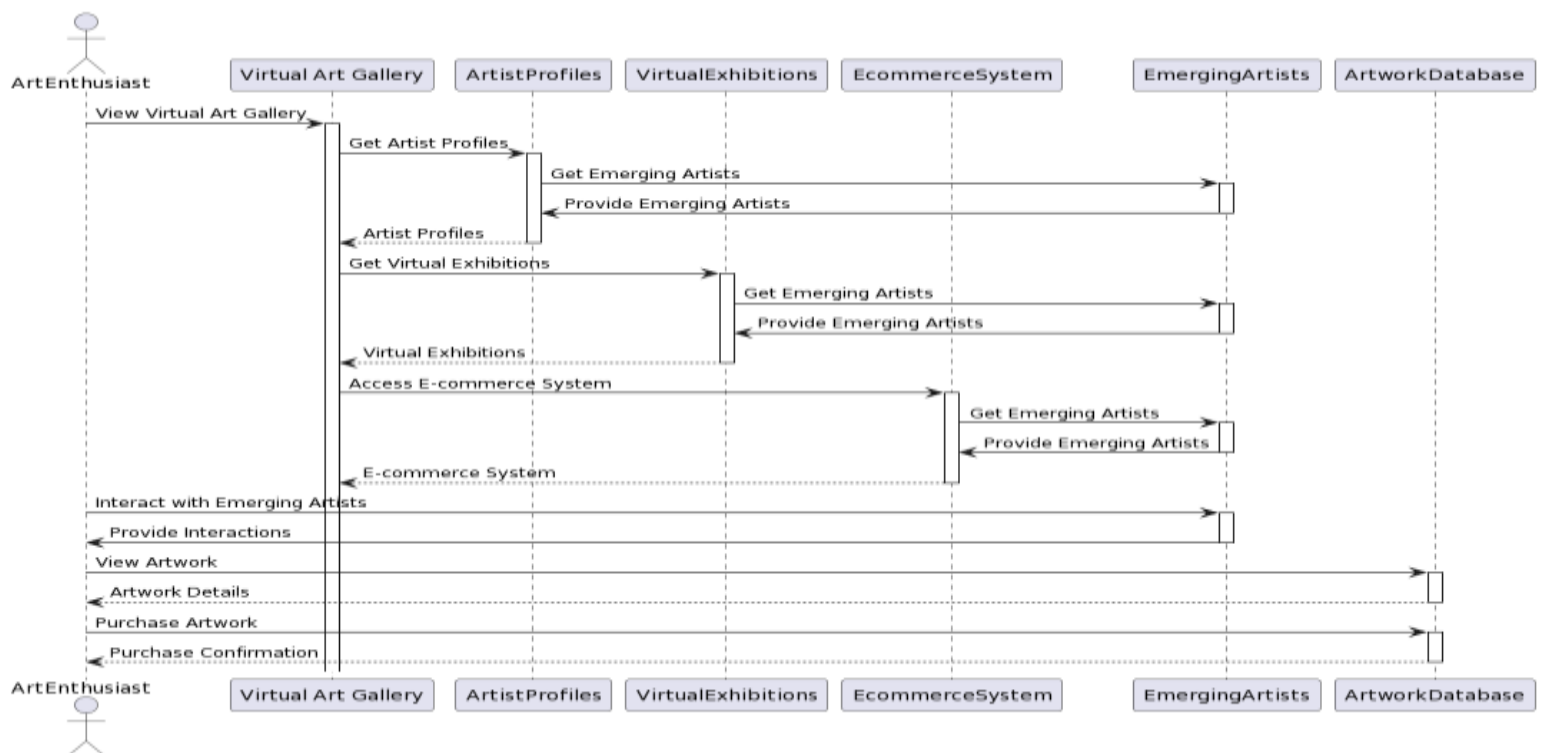 ArtEnthusiast
Virtual Art Gallery
ArtistProfiles
VirtualExhibitions
EcommerceSystem
EmergingArtists
ArtworkDatabase
View Virtual Art Gallery
Get Artist Profiles
Get Emerging Artists
Provide Emerging Artists
Artist Profiles
Get Virtual Exhibitions
Get Emerging Artists
Provide Emerging Artists
Virtual Exhibitions
Access E-commerce System
Get Emerging Artists
Provide Emerging Artists
E-commerce System
Interact with Emerging Artists
Provide Interactions
View Artwork
Artwork Details
Purchase Artwork
Purchase Confirmation
ArtEnthusiast
Virtual Art Gallery
ArtistProfiles
VirtualExhibitions
EcommerceSystem
EmergingArtists
ArtworkDatabase